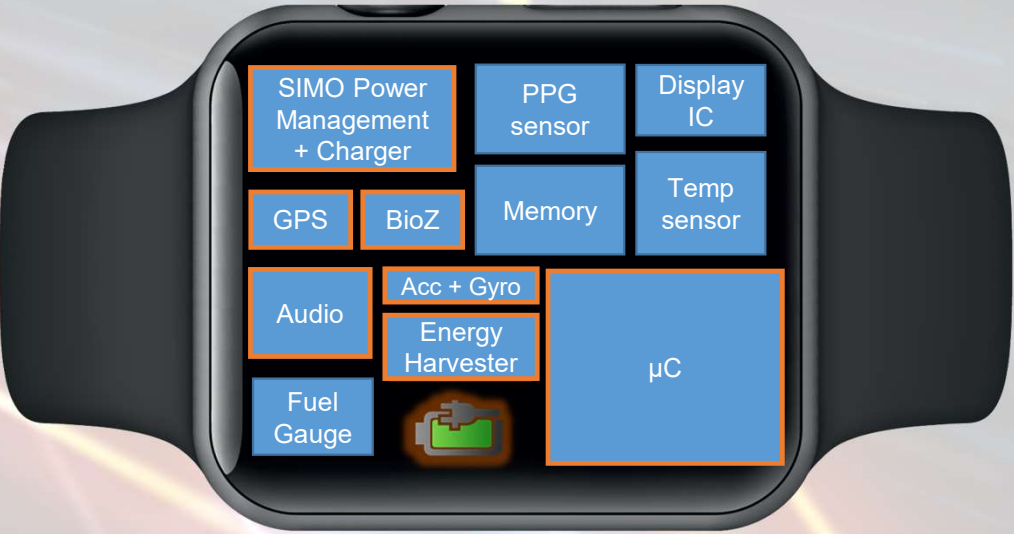 SIMO Power
Management
+ Charger
PPG
sensor
Display
IC
GPS
BioZ
Memory
Temp
sensor
Audio
Acc + Gyro
Energy
Harvester
µC
Fuel
Gauge